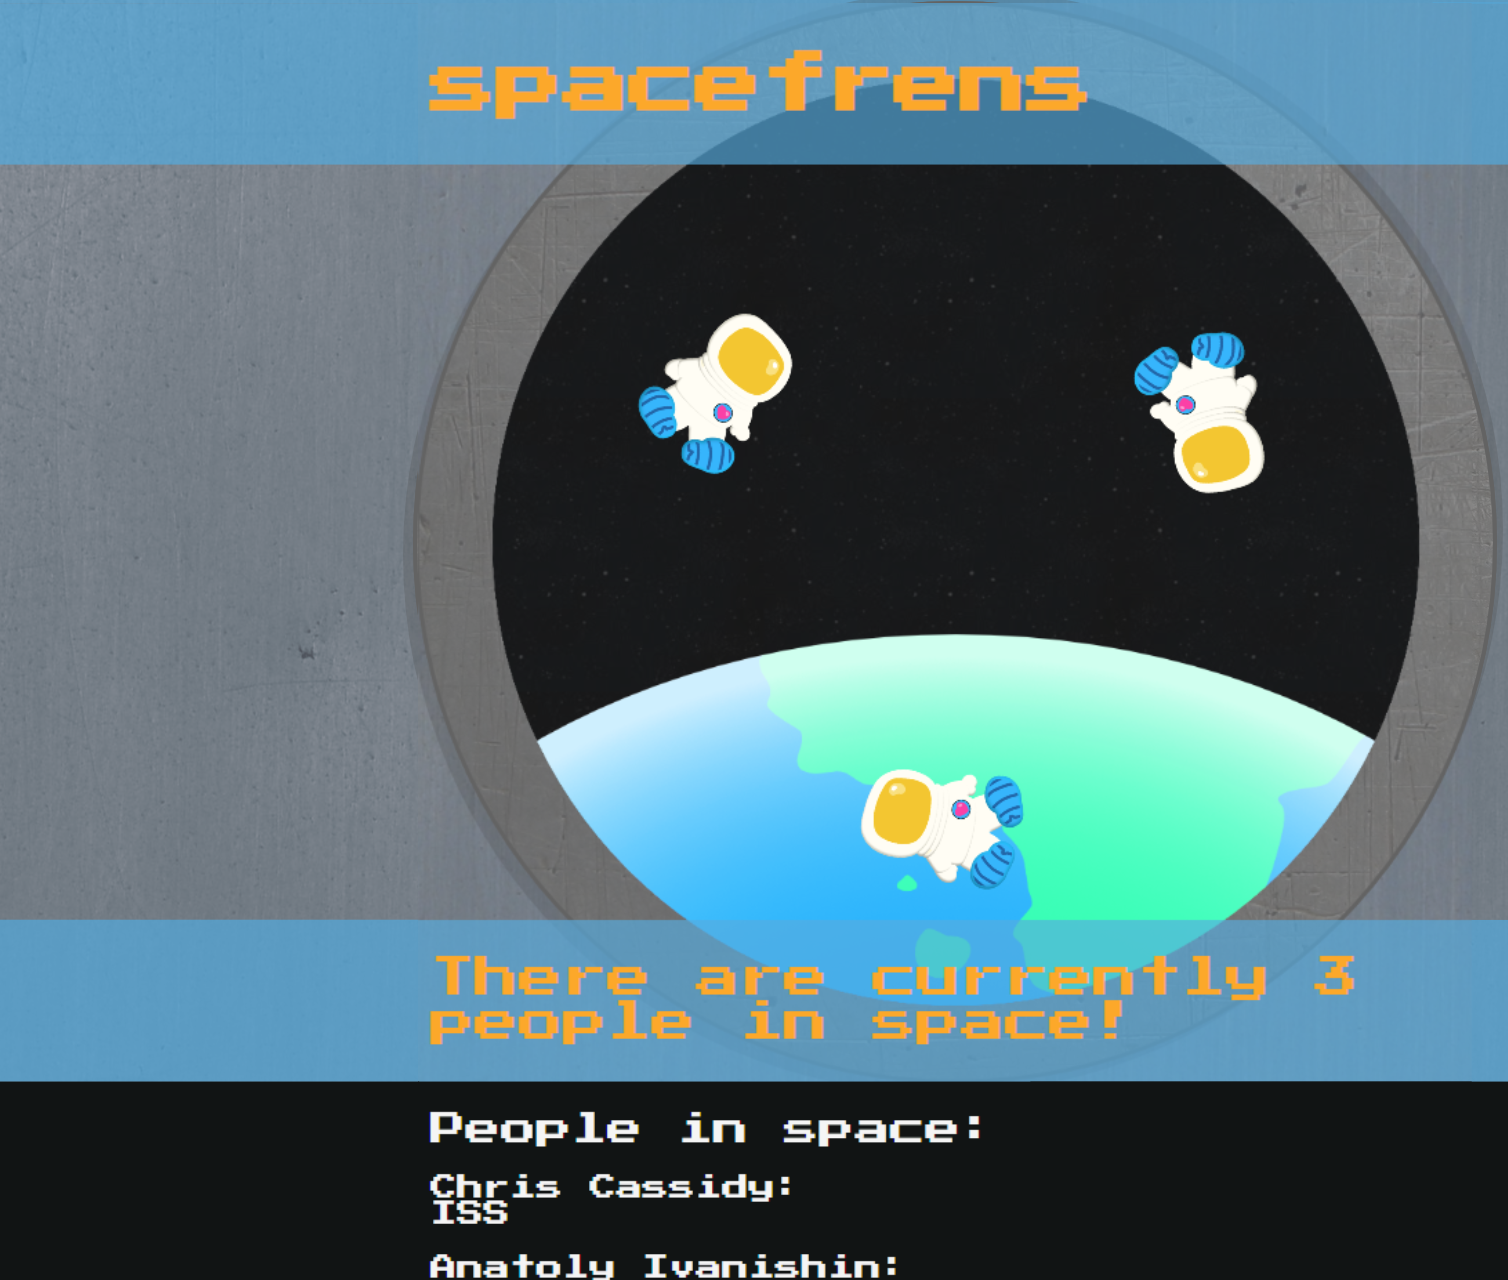 spacefrens
There are currently 3
people in space!
People in space:
Chris Cassidy:
ISS
Anatoly Ivanishin: